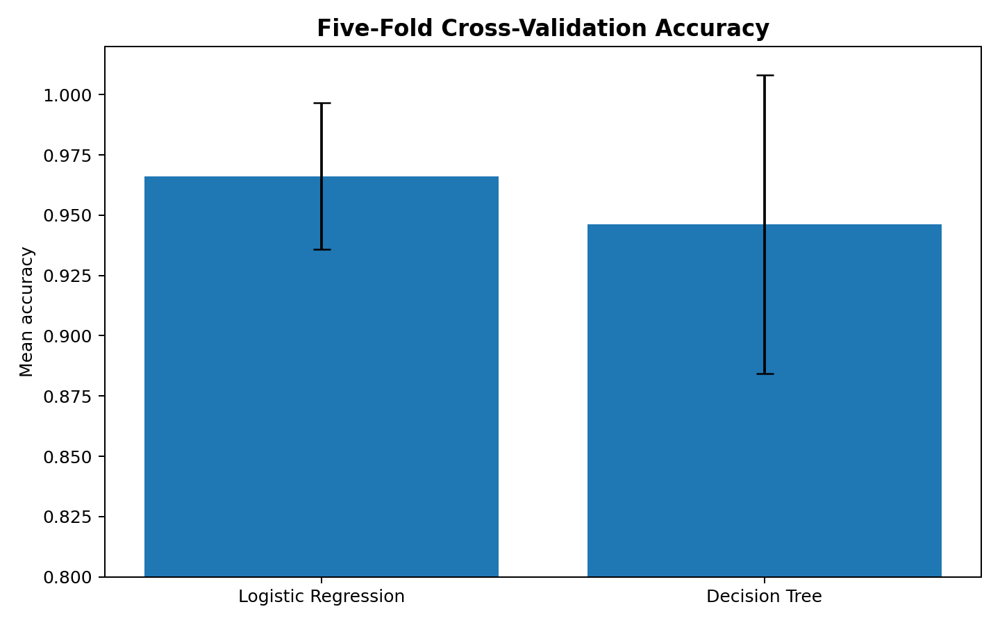 Five-Fold Cross-Validation Accuracy
Mean accuracy
1.000
0.975
0.950
0.925
0.900
0.875
0.850
0.825
0.800
Logistic Regression
Decision Tree